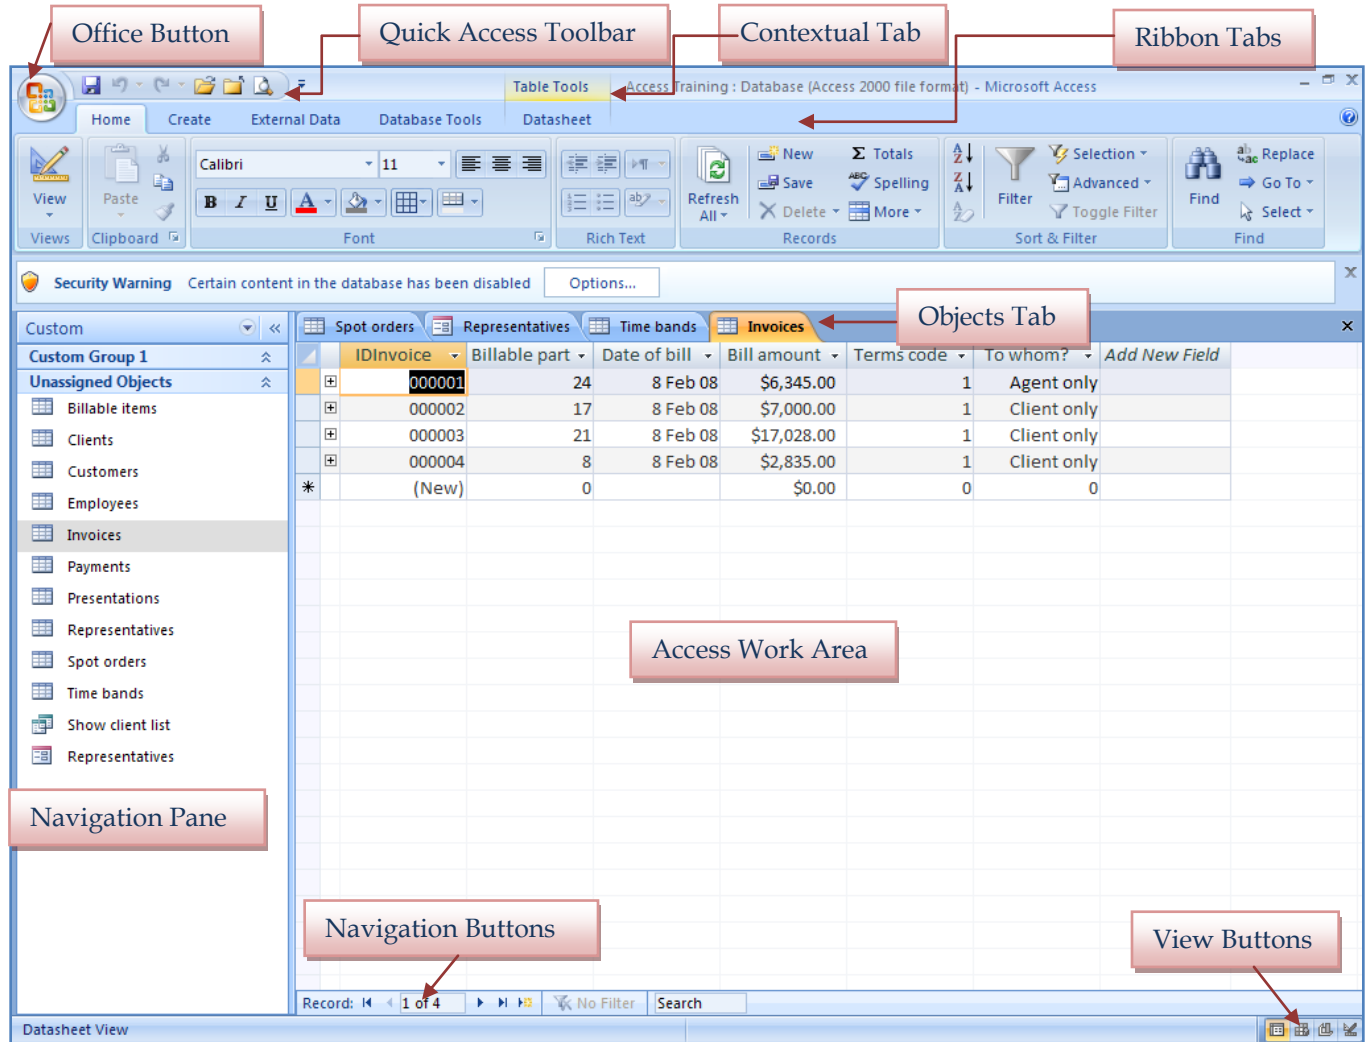 Office Button
Quick Access Toolbar
Contextual Tab
Ribbon Tabs
Table Tools
Access Training : Database (Access 2000 file format) - Microsoft Access
Home Create External Data Database Tools Datasheet
View
Views
Paste
Clipboard
Calibri 11
B I U A
Font
Rich Text
Refresh
All
New Σ Totals
Save Spelling
Delete More
Records
Filter
Selection
Advanced
Toggle Filter
Sort & Filter
Find
Replace
Go To
Select
Find
Security Warning Certain content in the database has been disabled Options...
Objects Tab
Custom
Custom Group 1
Unassigned Objects
Billable items
Clients
Customers
Employees
Invoices
Payments
Presentations
Representatives
Spot orders
Time bands
Show client list
Representatives
Navigation Pane
Spot orders Representatives Time bands Invoices
IDInvoice Billable part Date of bill Bill amount Terms code To whom? Add New Field
000001 24 8 Feb 08 $6,345.00 1 Agent only
000002 17 8 Feb 08 $7,000.00 1 Client only
000003 21 8 Feb 08 $17,028.00 1 Client only
000004 8 8 Feb 08 $2,835.00 1 Client only
(New) 0 $0.00 0 0
Access Work Area
Navigation Buttons
View Buttons
Record: 1 of 4 No Filter Search
Datasheet View